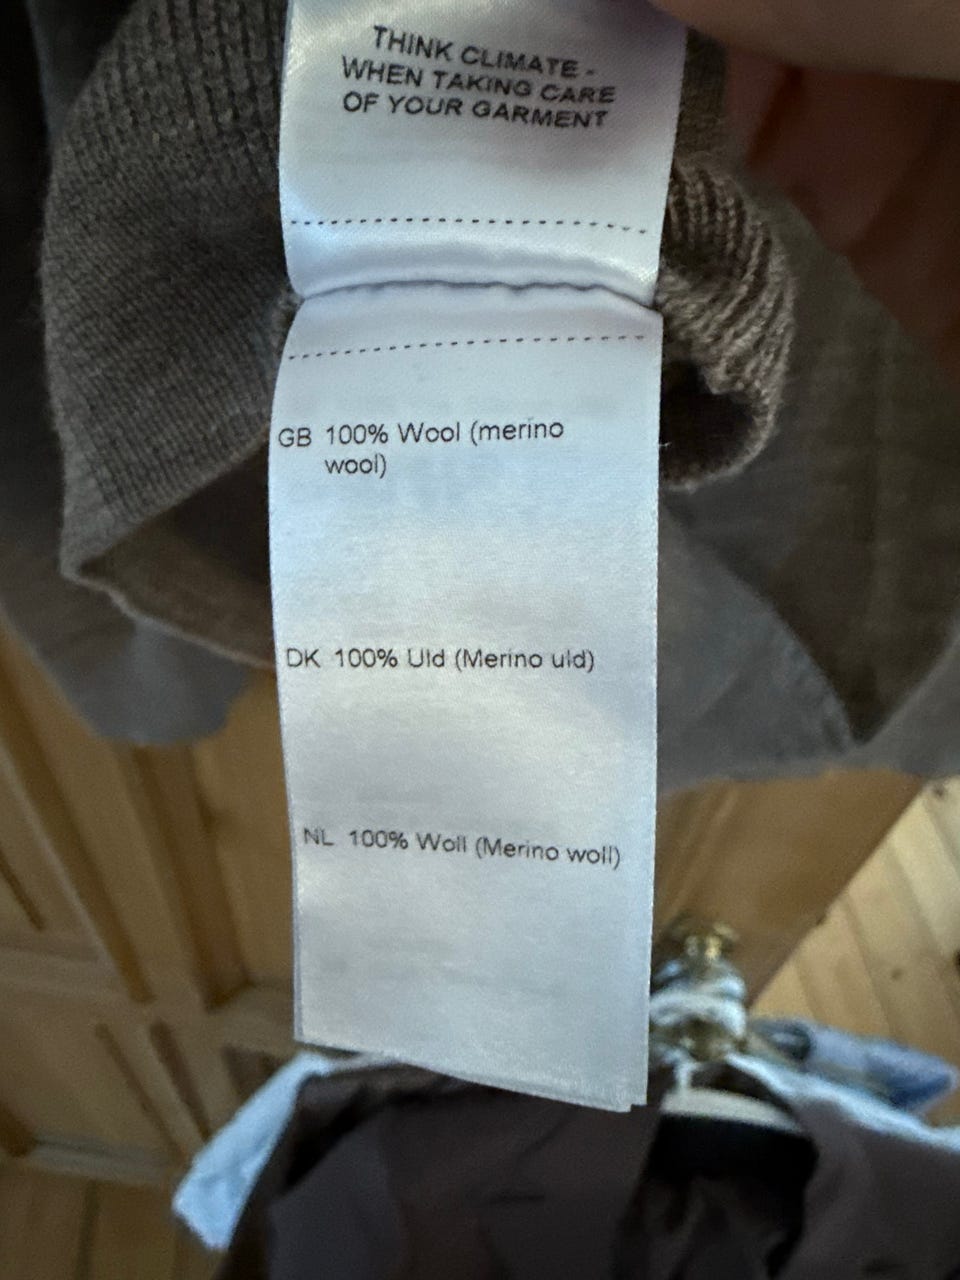 THINK CLIMATE -
WHEN TAKING CARE
OF YOUR GARMENT
GB 100% Wool (merino
wool)
DK 100% Uld (Merino uld)
NL 100% Woll (Merino woll)